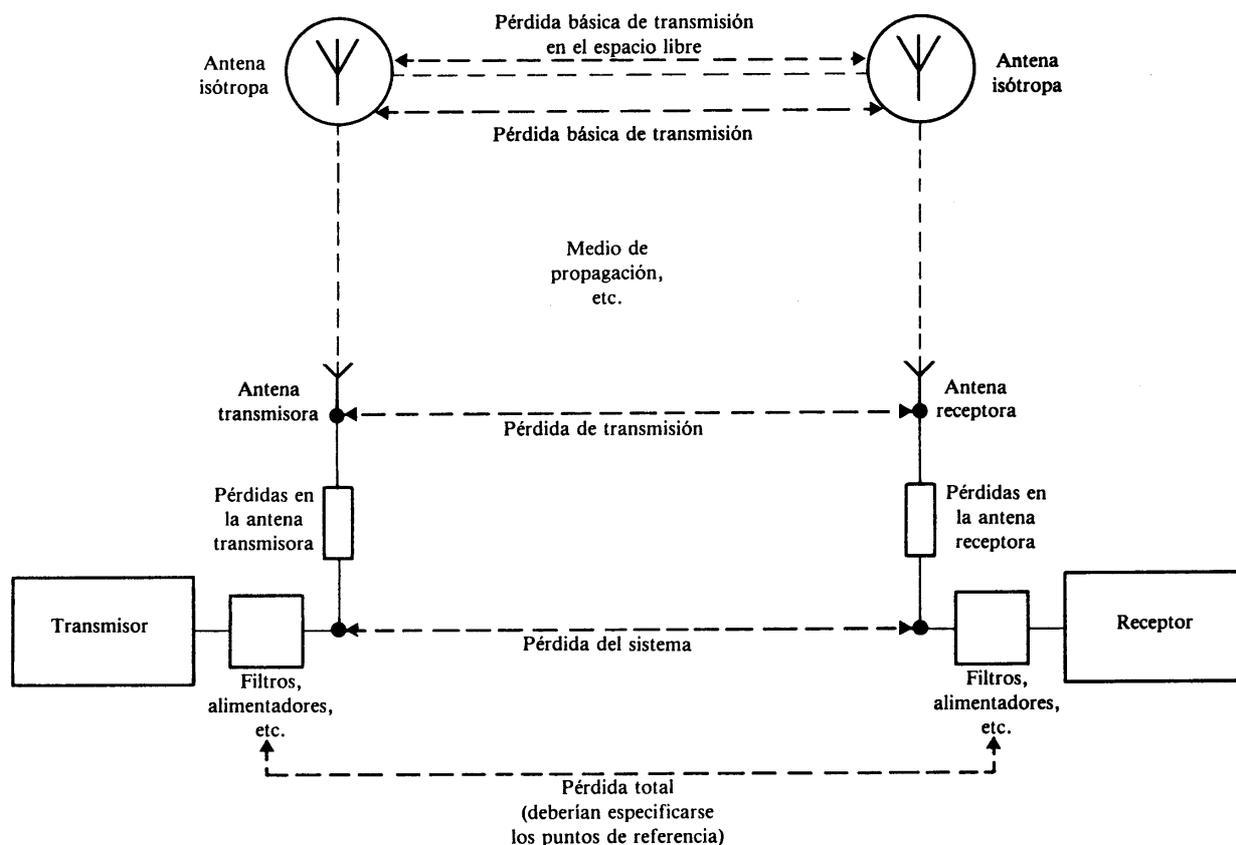 Pérdida básica de transmisión
en el espacio libre
Antena
isótropa
Antena
isótropa
Pérdida básica de transmisión
Medio de
propagación,
etc.
Antena
transmisora
Antena
receptora
Pérdida de transmisión
Pérdidas en
la antena
transmisora
Pérdidas en
la antena
receptora
Transmisor
Receptor
Pérdida del sistema
Filtros,
alimentadores,
etc.
Filtros,
alimentadores,
etc.
Pérdida total
(deberían especificarse
los puntos de referencia)